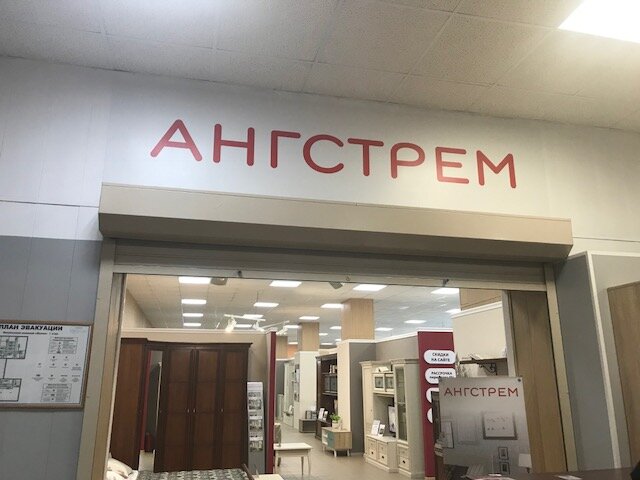 АНГСТРЕМ
ПЛАН ЭВАКУАЦИИ
СКИДКИ
НА САЙТЕ
РАССРОЧКА
АНГСТРЕМ